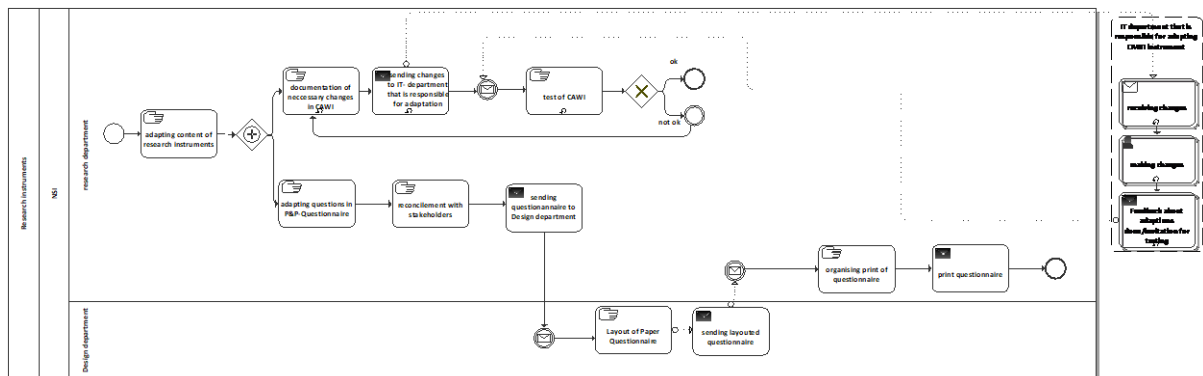 Research instruments
NSI
research department
Design department
adapting content of
research instruments
documentation of
neccessary changes
in CAWI
sending changes
to IT- department
that is responsible
for adaptation
test of CAWI
ok
not ok
adapting questions in
P&P-Questionnaire
reconcilement with
stakeholders
sending
questionannaire to
Design department
organising print of
questionnaire
print questionnaire
Layout of Paper
Questionnaire
sending layouted
questionnaire
IT department that is
responsible for adapting
CAWI instrument
receiving changes
making changes
Feedback about
adaptions
done/invitation for
testing